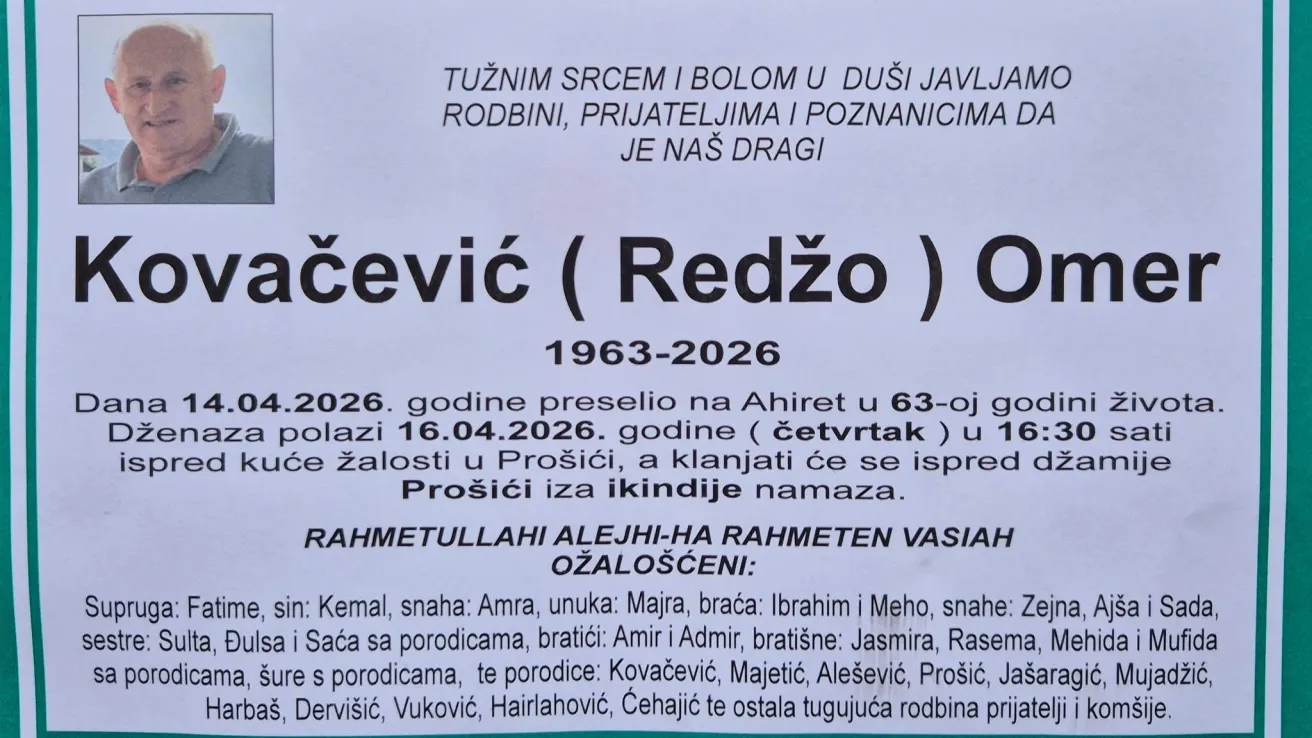 TUŽNIM SRCEM I BOLOM U DUŠI JAVLJAMO
RODBINI, PRIJATELJIMA I POZNANICIMA DA
JE NAŠ DRAGI
Kovačević ( Redžo ) Omer
1963-2026
Dana 14.04.2026. godine preselio na Ahiret u 63-oj godini života.
Dženaza polazi 16.04.2026. godine ( četvrtak ) u 16:30 sati
ispred kuće žalosti u Prošići, a klanjati će se ispred džamije
Prošići iza ikindije namaza.
RAHMETULLAHI ALEJHI-HA RAHMETEN VASIAH
OŽALOŠĆENI:
Supruga: Fatime, sin: Kemal, snaha: Amra, unuka: Majra, braća: Ibrahim i Meho, snahe: Zejna, Ajša i Sada,
sestre: Sulta, Đulsa i Saća sa porodicama, bratići: Amir i Admir, bratišne: Jasmira, Rasema, Mehida i Mufida
sa porodicama, šure s porodicama, te porodice: Kovačević, Majetić, Alešević, Prošić, Jašaragić, Mujadžić,
Harbaš, Dervišić, Vuković, Hairlahović, Ćehajić te ostala tugujuća rodbina prijatelji i komšije.